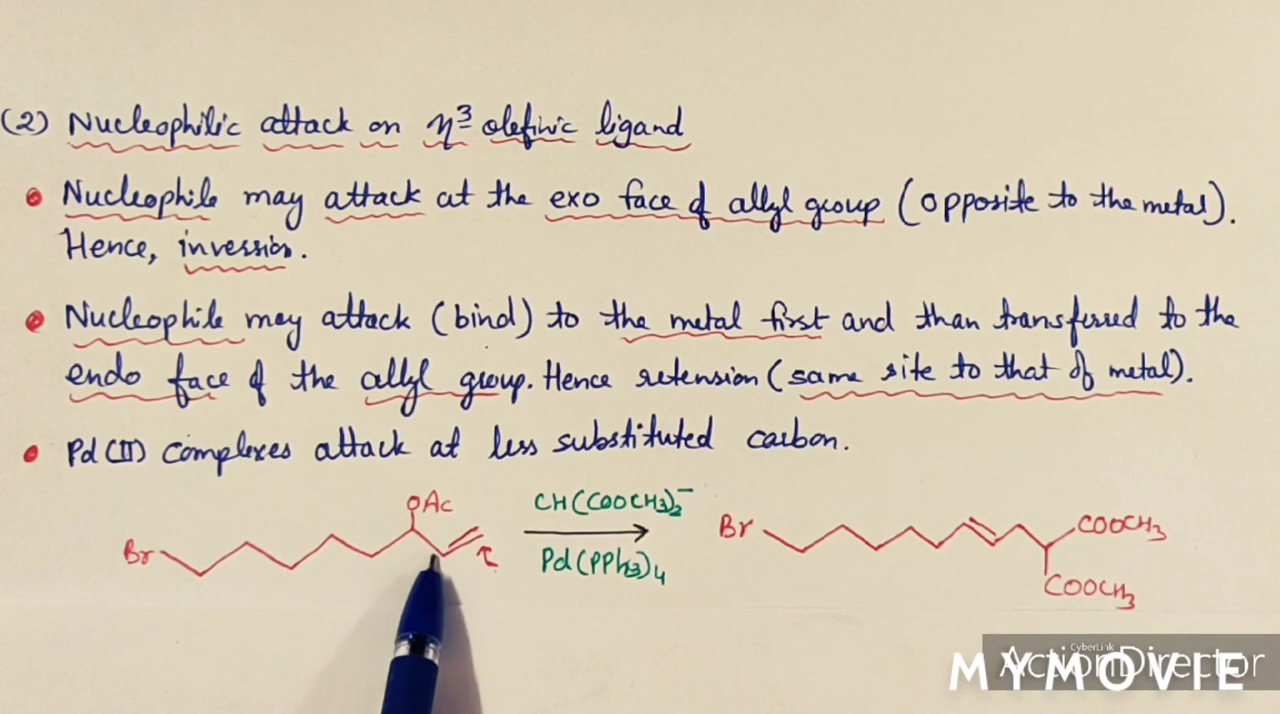 (2) Nucleophilic attack on η³ olefinic ligand
Nucleophile may attack at the exo face of allyl group (opposite to the metal).
Hence, inversion.
Nucleophile may attack (bind) to the metal first and than transferred to the
endo face of the allyl group. Hence retension (same site to that of metal).
Pd(II) complexes attack at less substituted carbon.
OAc
Br
CH(COOCH3)2⁻
Pd(PPh3)4
Br
COOCH3
COOCH3
CyberLink
ActionDirector
MYMOVIE